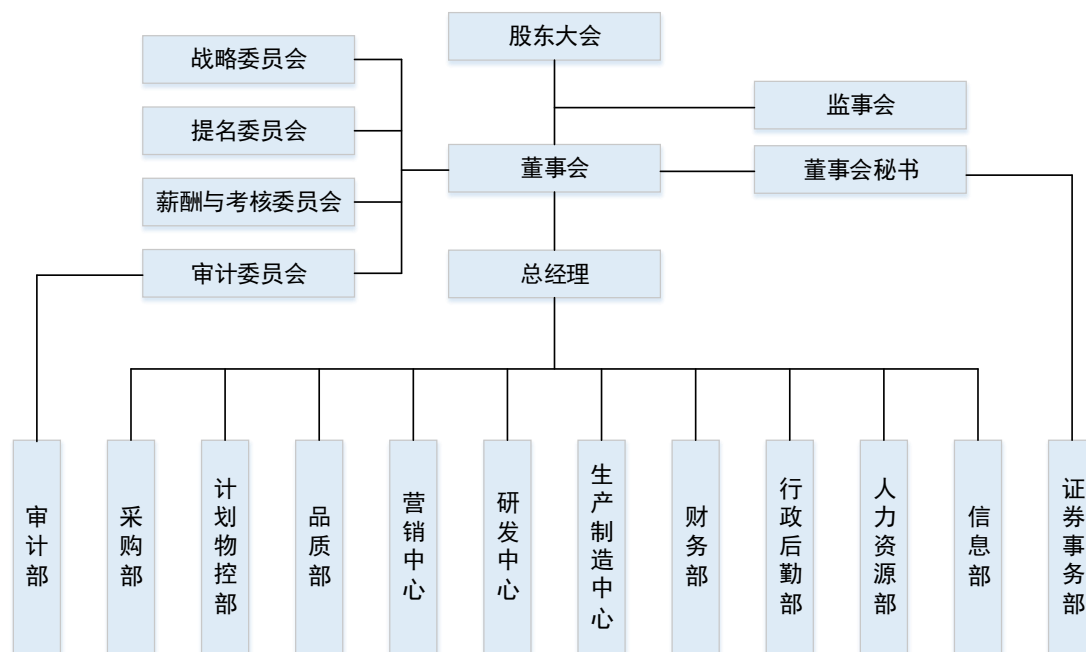 股东大会
战略委员会
监事会
提名委员会
董事会
董事会秘书
薪酬与考核委员会
审计委员会
总经理
审计部
采购部
计划物控部
品质部
营销中心
研发中心
生产制造中心
财务部
行政后勤部
人力资源部
信息部
证券事务部